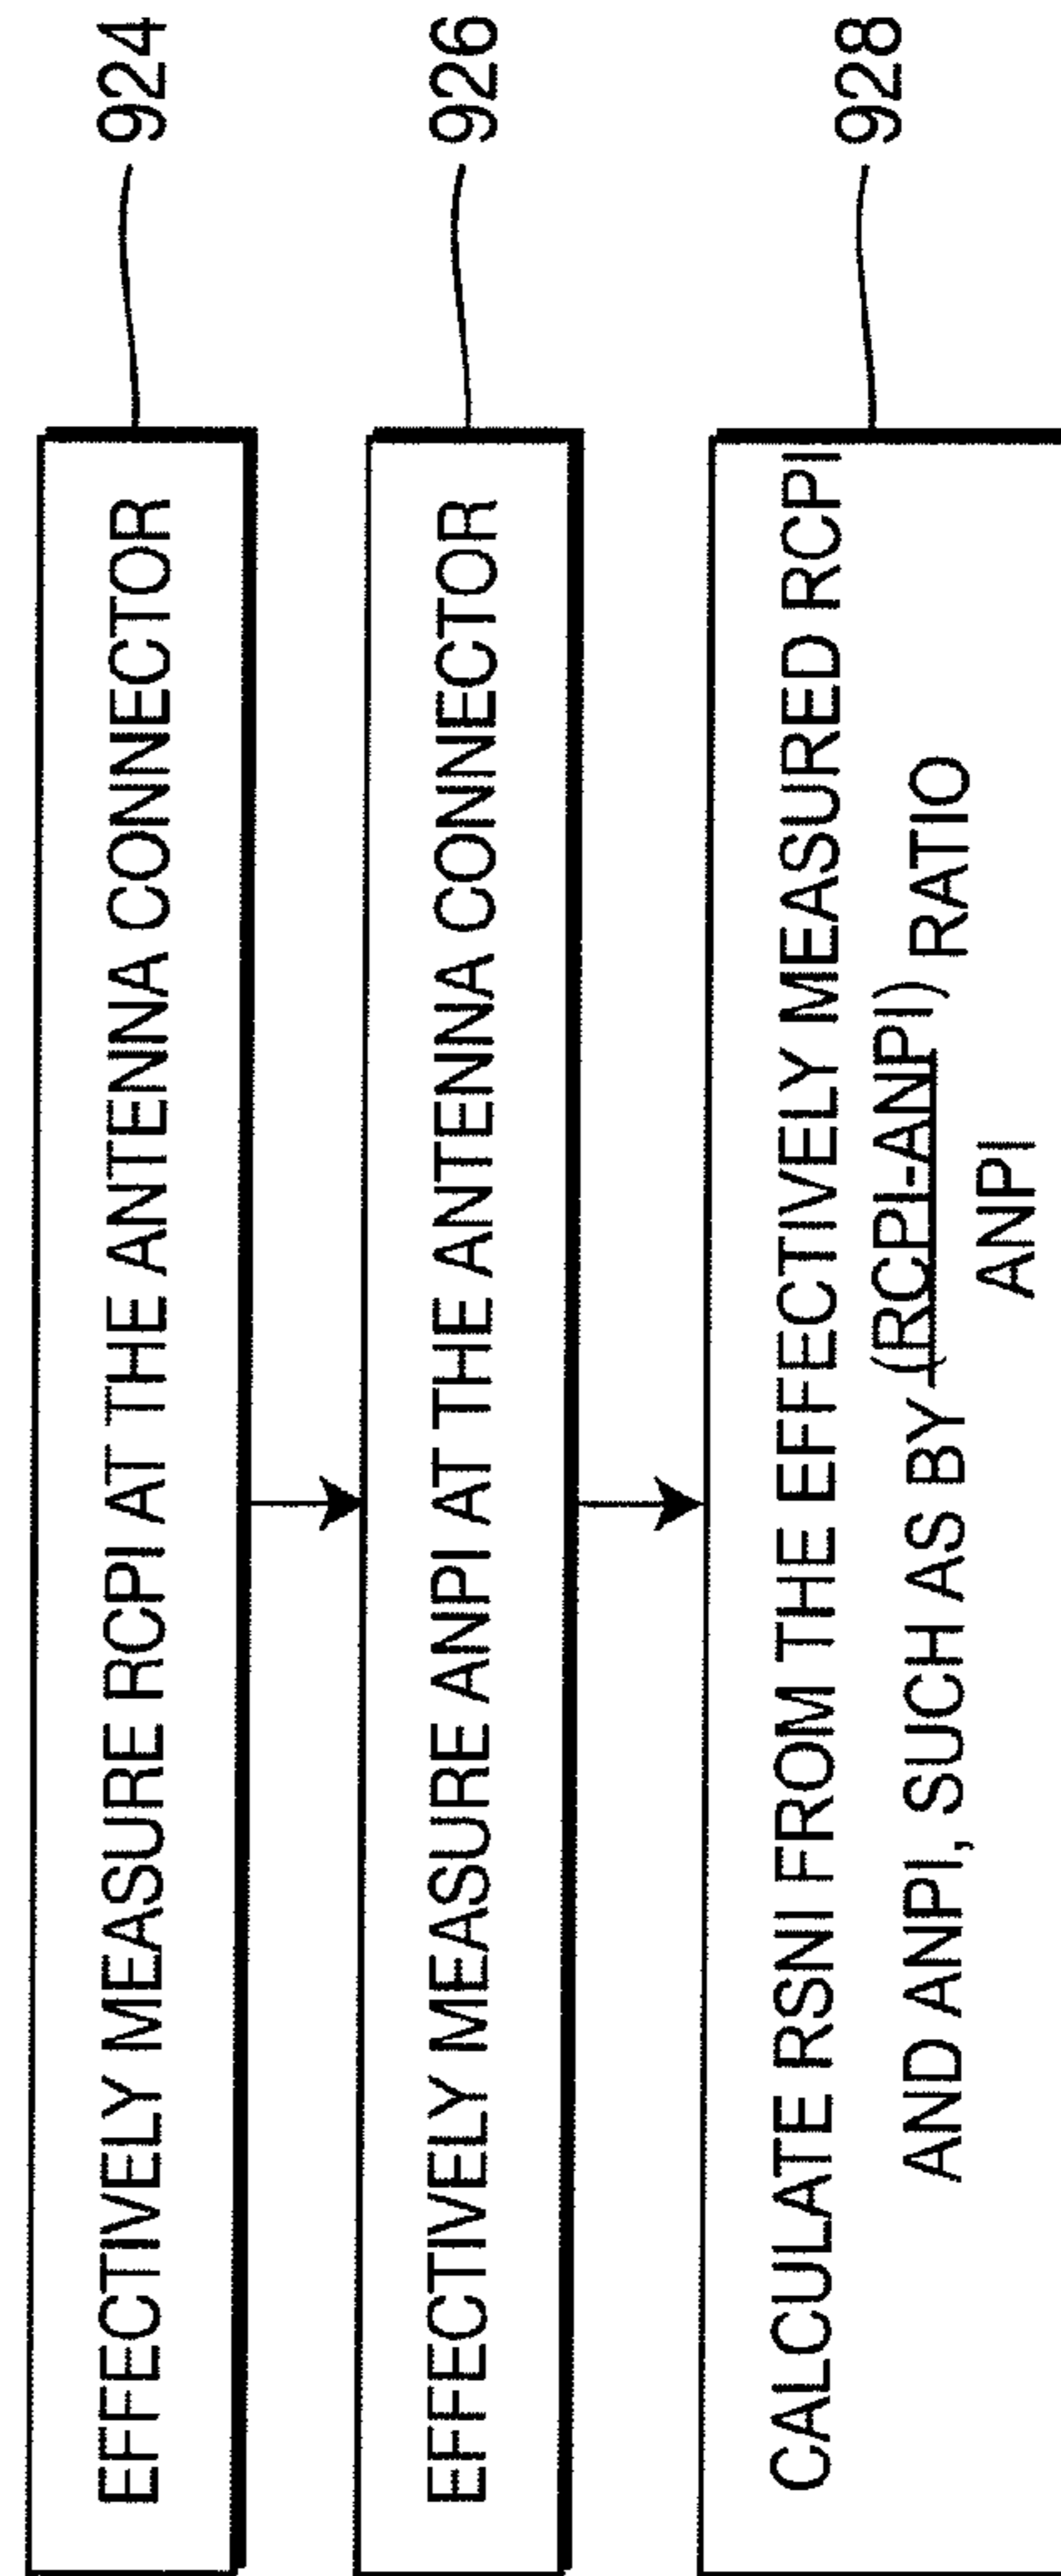 EFFECTIVELY MEASURE RCPI AT THE ANTENNA CONNECTOR
924
EFFECTIVELY MEASURE ANPI AT THE ANTENNA CONNECTOR
926
CALCULATE RSNI FROM THE EFFECTIVELY MEASURED RCPI
AND ANPI, SUCH AS BY (RCPI-ANPI) RATIO
ANPI
928